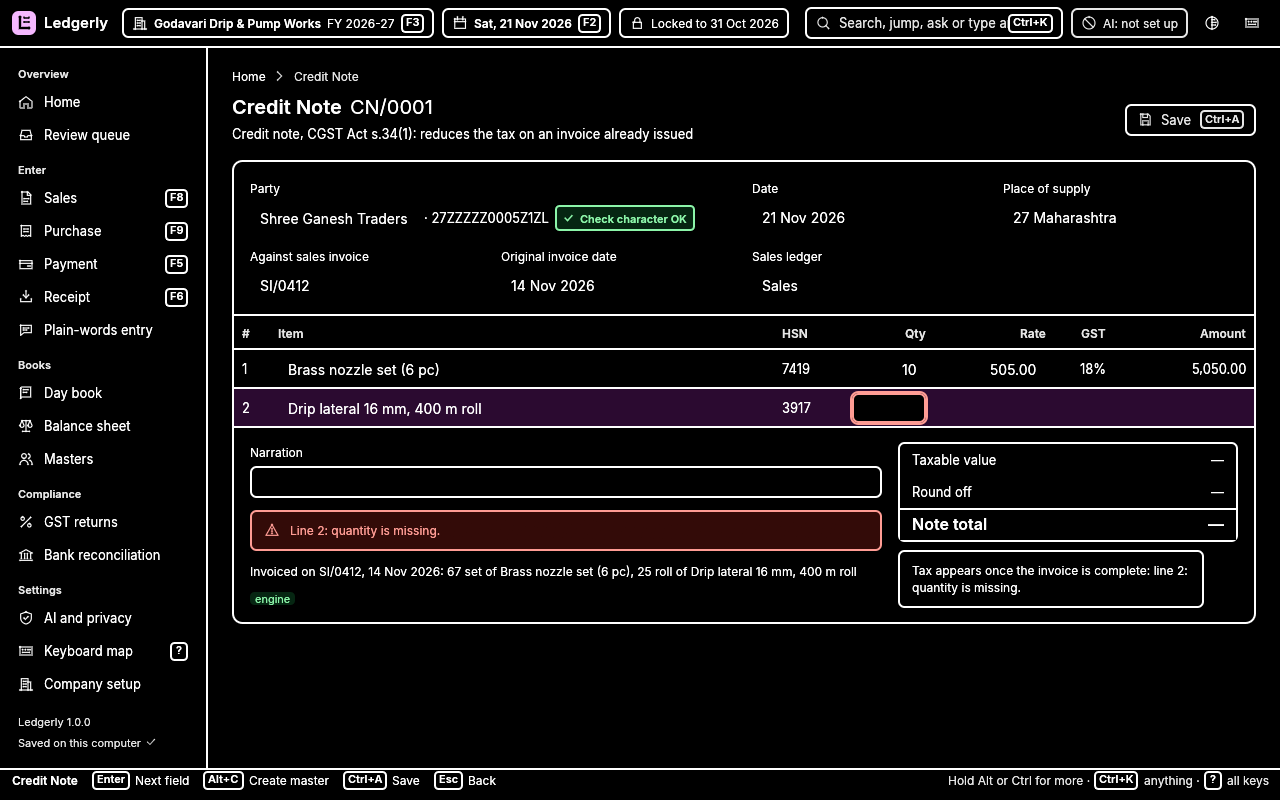 Ledgerly
Godavari Drip & Pump Works FY 2026-27 F3
Sat, 21 Nov 2026 F2
Locked to 31 Oct 2026
Search, jump, ask or type a Ctrl+K
AI: not set up
Overview
Home
Review queue
Enter
Sales F8
Purchase F9
Payment F5
Receipt F6
Plain-words entry
Books
Day book
Balance sheet
Masters
Compliance
GST returns
Bank reconciliation
Settings
AI and privacy
Keyboard map ?
Company setup
Ledgerly 1.0.0
Saved on this computer
Home Credit Note
Credit Note CN/0001
Credit note, CGST Act s.34(1): reduces the tax on an invoice already issued
Save Ctrl+A
Party Date Place of supply
Shree Ganesh Traders · 27ZZZZZ0005Z1ZL Check character OK 21 Nov 2026 27 Maharashtra
Against sales invoice Original invoice date Sales ledger
SI/0412 14 Nov 2026 Sales
# Item HSN Qty Rate GST Amount
1 Brass nozzle set (6 pc) 7419 10 505.00 18% 5,050.00
2 Drip lateral 16 mm, 400 m roll 3917
Narration
Line 2: quantity is missing.
Invoiced on SI/0412, 14 Nov 2026: 67 set of Brass nozzle set (6 pc), 25 roll of Drip lateral 16 mm, 400 m roll
engine
Taxable value —
Round off —
Note total —
Tax appears once the invoice is complete: line 2:
quantity is missing.
Credit Note Enter Next field Alt+C Create master Ctrl+A Save Esc Back
Hold Alt or Ctrl for more · Ctrl+K anything · ? all keys